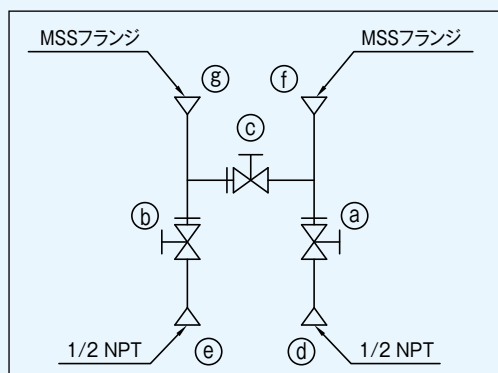 MSSフランジ MSSフランジ
ⓖ ⓕ
ⓒ
ⓑ ⓐ
1/2 NPT ⓔ ⓓ 1/2 NPT